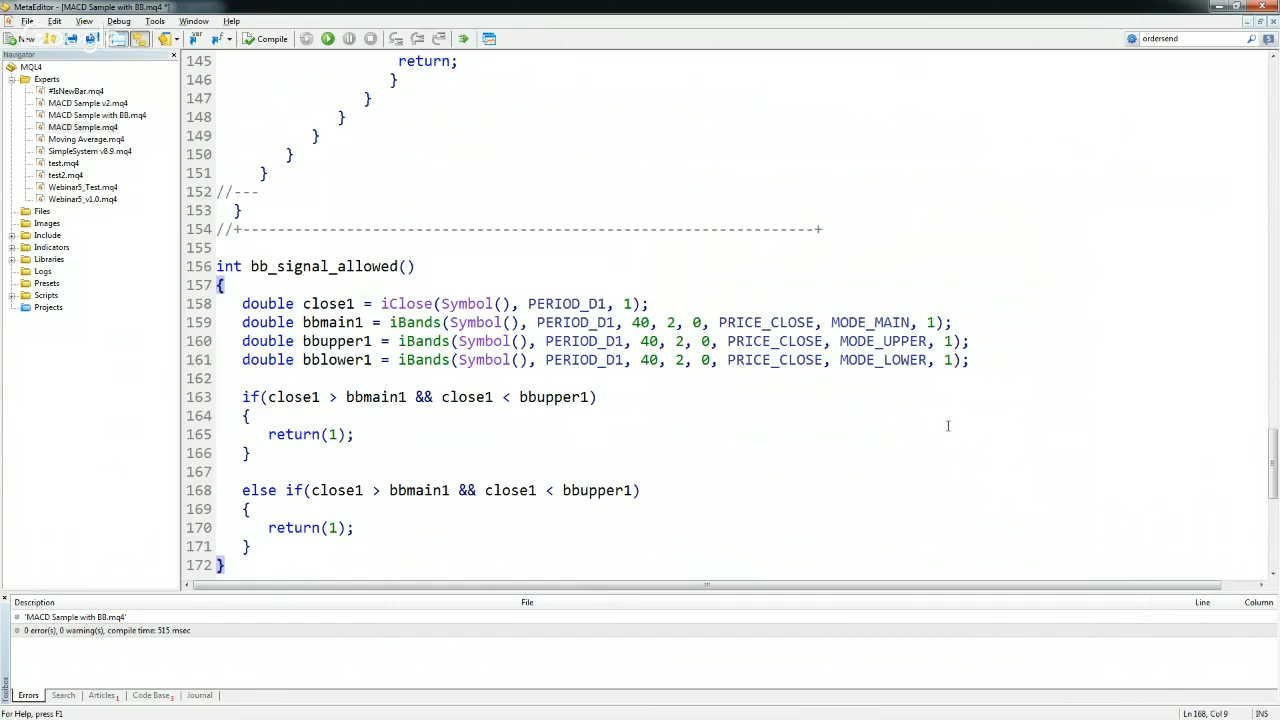 MetaEditor - [MACD Sample with BB.mq4 *]
File Edit View Debug Tools Window Help
New Compile ordersend
Navigator
MQL4
Experts
#IsNewBar.mq4
MACD Sample v2.mq4
MACD Sample with BB.mq4
MACD Sample.mq4
Moving Average.mq4
SimpleSystem v8.9.mq4
test.mq4
test2.mq4
Webinar5_Test.mq4
Webinar5_v1.0.mq4
Files
Images
Include
Indicators
Libraries
Logs
Presets
Scripts
Projects
145 return;
146 }
147 }
148 }
149 }
150 }
151 }
152 //---
153 }
154 //+------------------------------------------------------------------+
155
156 int bb_signal_allowed()
157 {
158 double close1 = iClose(Symbol(), PERIOD_D1, 1);
159 double bbmain1 = iBands(Symbol(), PERIOD_D1, 40, 2, 0, PRICE_CLOSE, MODE_MAIN, 1);
160 double bbupper1 = iBands(Symbol(), PERIOD_D1, 40, 2, 0, PRICE_CLOSE, MODE_UPPER, 1);
161 double bblower1 = iBands(Symbol(), PERIOD_D1, 40, 2, 0, PRICE_CLOSE, MODE_LOWER, 1);
162
163 if(close1 > bbmain1 && close1 < bbupper1)
164 {
165 return(1);
166 }
167
168 else if(close1 > bbmain1 && close1 < bbupper1)
169 {
170 return(1);
171 }
172 }
Description File Line Column
'MACD Sample with BB.mq4'
0 error(s), 0 warning(s), compile time: 515 msec
Toolbox
Errors Search Articles 1 Code Base 3 Journal
For Help, press F1 Ln 168, Col 9 INS